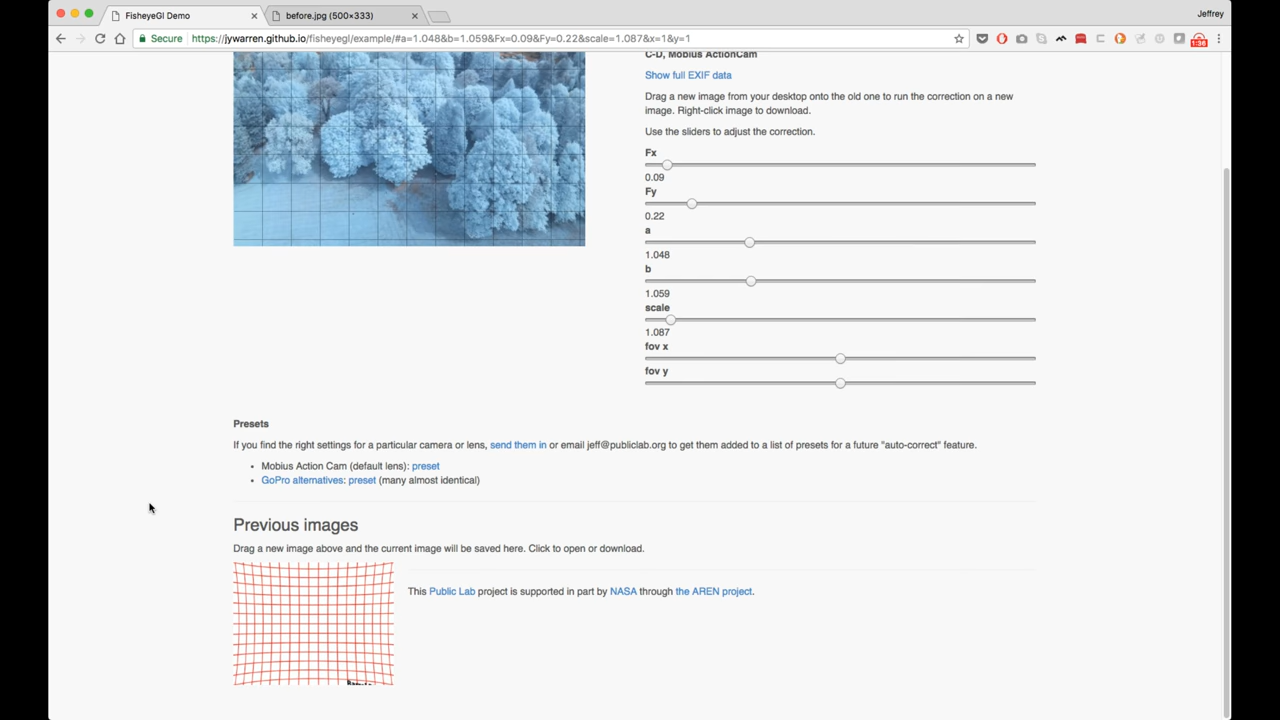 FisheyeGl Demo
before.jpg (500×333)
Jeffrey
Secure
https://jywarren.github.io/fisheyegl/example/#a=1.048&b=1.059&Fx=0.09&Fy=0.22&scale=1.087&x=1&y=1
1:36
C-D, Mobius ActionCam
Show full EXIF data
Drag a new image from your desktop onto the old one to run the correction on a new
image. Right-click image to download.
Use the sliders to adjust the correction.
Fx
0.09
Fy
0.22
a
1.048
b
1.059
scale
1.087
fov x
fov y
Presets
If you find the right settings for a particular camera or lens, send them in or email jeff@publiclab.org to get them added to a list of presets for a future "auto-correct" feature.
• Mobius Action Cam (default lens): preset
• GoPro alternatives: preset (many almost identical)
Previous images
Drag a new image above and the current image will be saved here. Click to open or download.
This Public Lab project is supported in part by NASA through the AREN project.